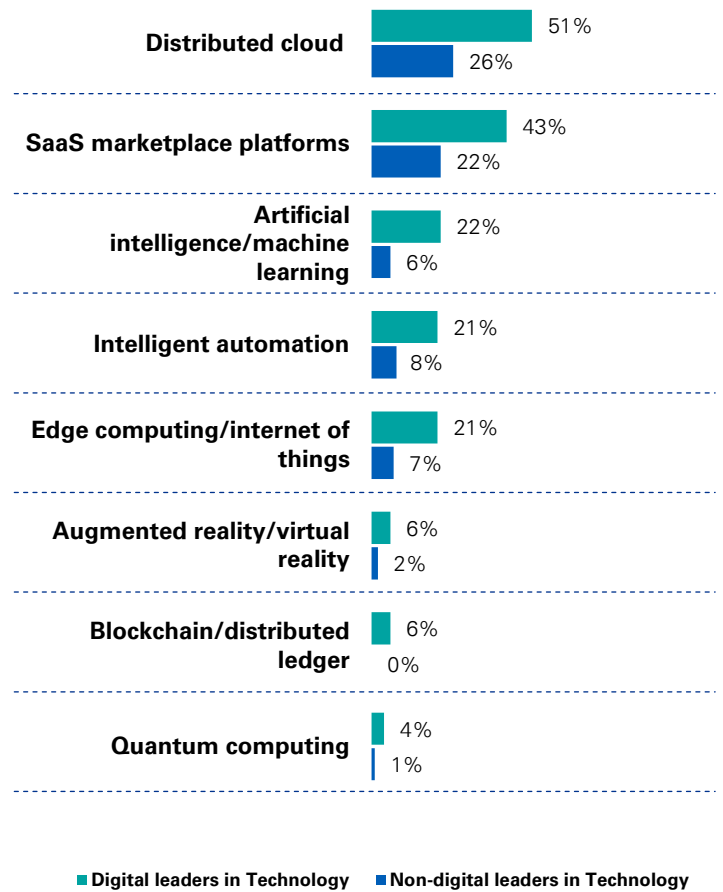 51%
Distributed cloud
26%
43%
SaaS marketplace platforms
22%
Artificial
intelligence/machine
learning
22%
6%
21%
Intelligent automation
8%
Edge computing/internet of
things
21%
7%
Augmented reality/virtual
reality
6%
2%
Blockchain/distributed
ledger
6%
0%
4%
Quantum computing
1%
Digital leaders in Technology Non-digital leaders in Technology